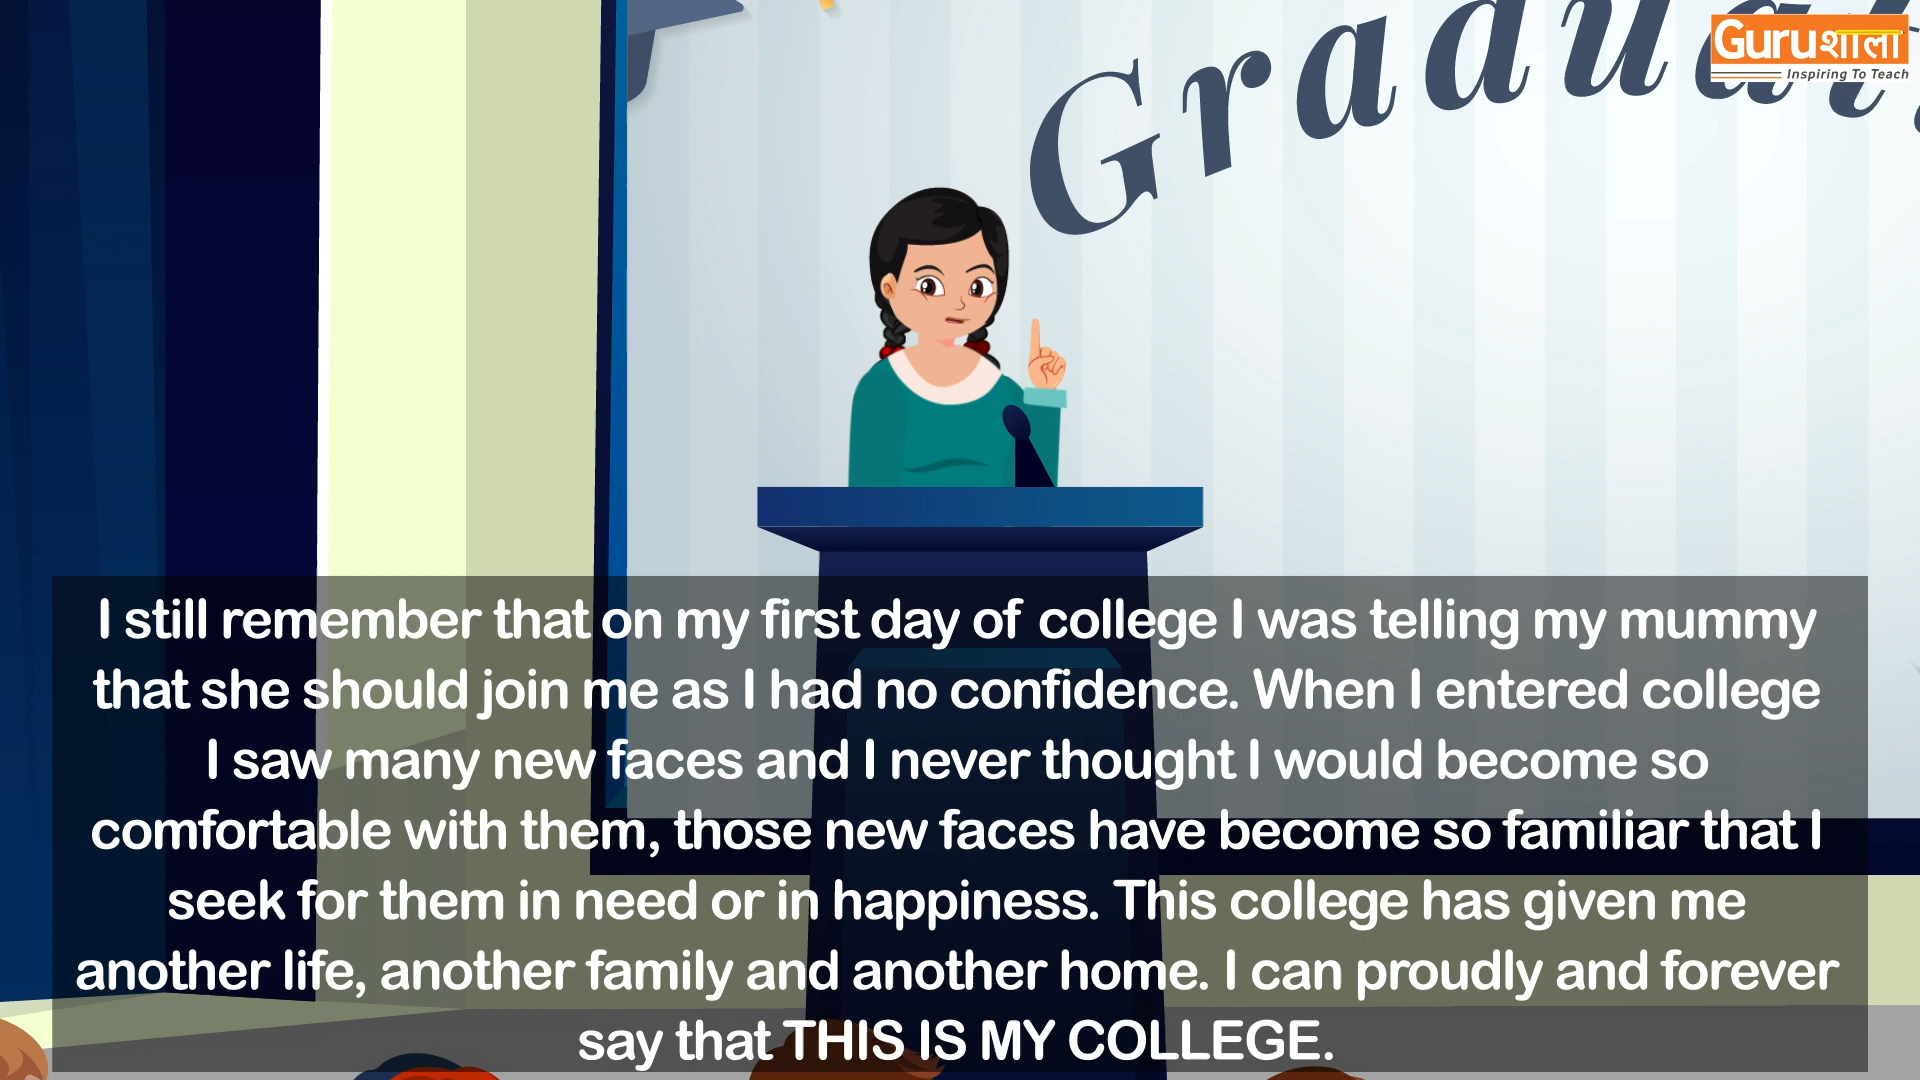 Graduat
Guruशाला
Inspiring To Teach
I still remember that on my first day of college I was telling my mummy
that she should join me as I had no confidence. When I entered college
I saw many new faces and I never thought I would become so
comfortable with them, those new faces have become so familiar that I
seek for them in need or in happiness. This college has given me
another life, another family and another home. I can proudly and forever
say that THIS IS MY COLLEGE.